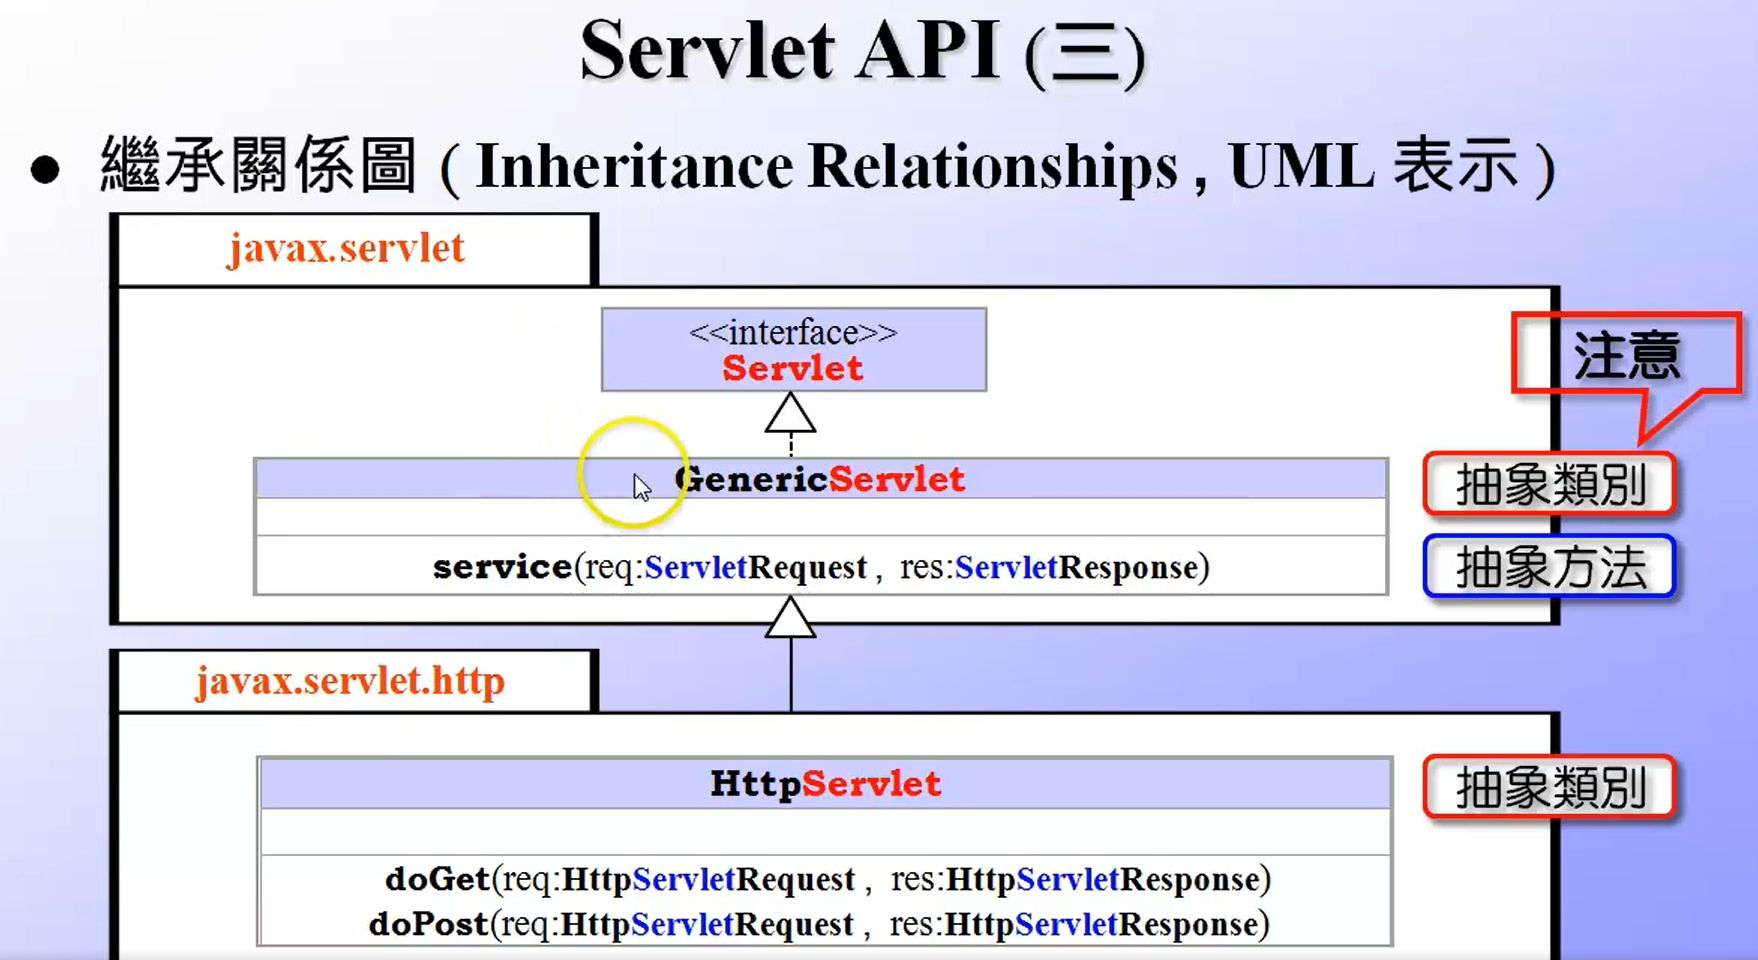 Servlet API (三)
● 繼承關係圖 ( Inheritance Relationships , UML 表示 )
javax.servlet
<<interface>>
Servlet
注意
GenericServlet
抽象類別
service(req:ServletRequest , res:ServletResponse)
抽象方法
javax.servlet.http
HttpServlet
抽象類別
doGet(req:HttpServletRequest , res:HttpServletResponse)
doPost(req:HttpServletRequest , res:HttpServletResponse)